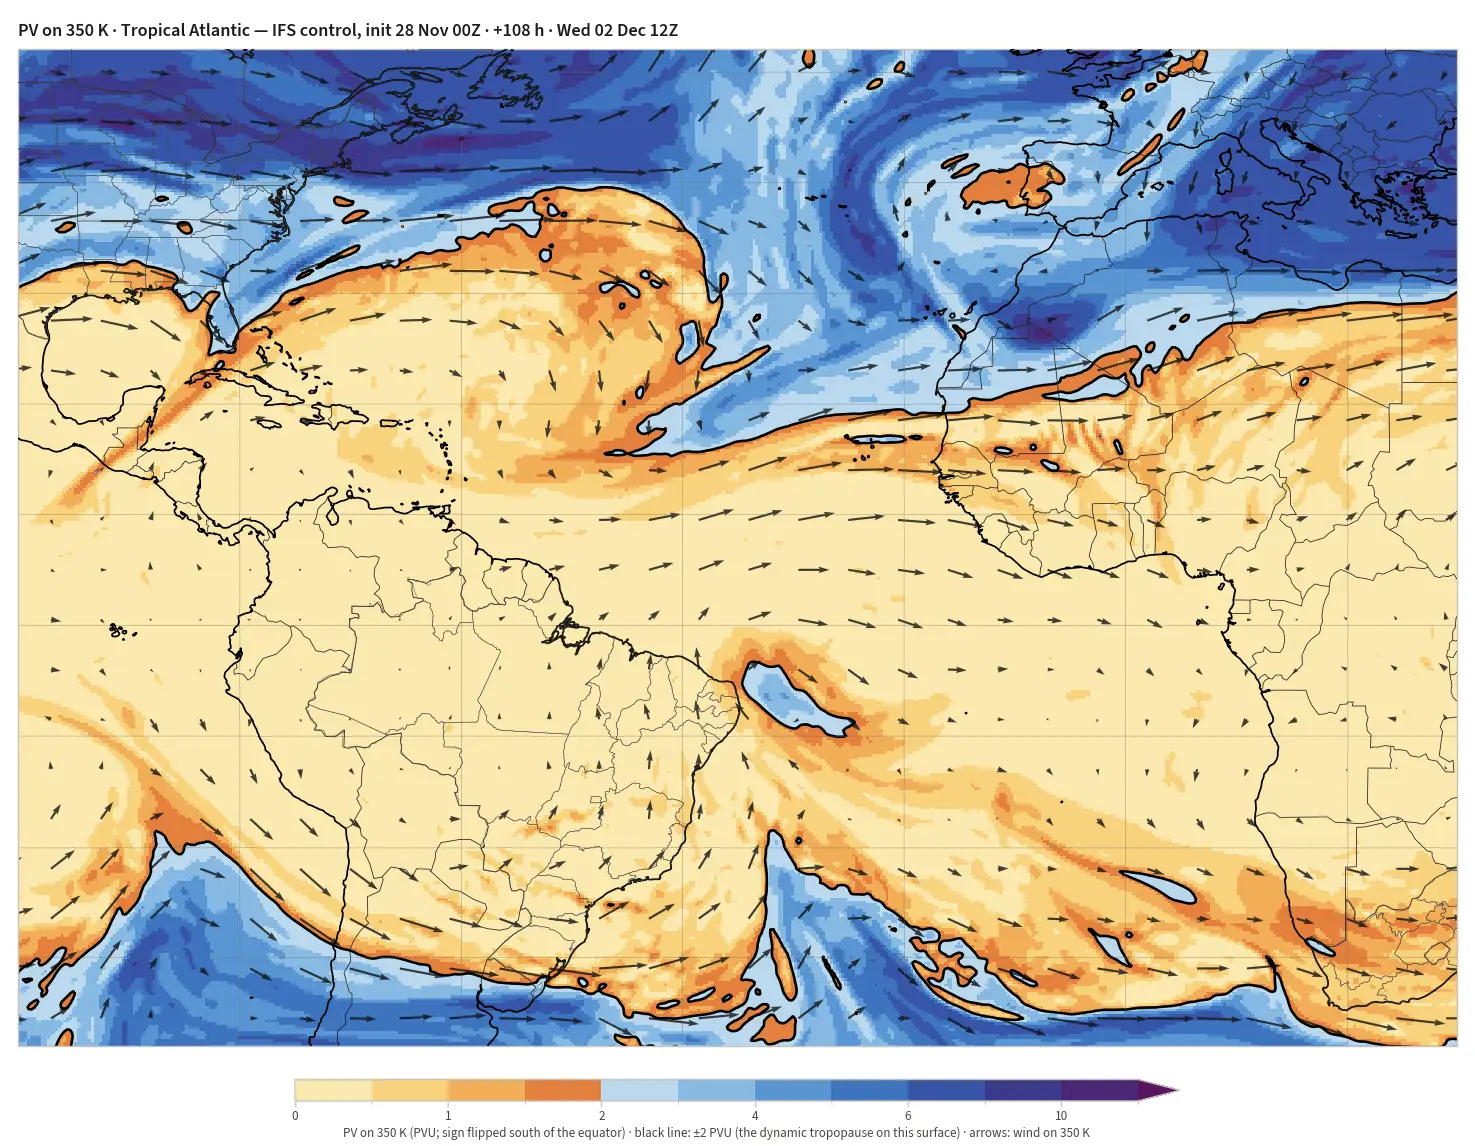 PV on 350 K · Tropical Atlantic — IFS control, init 28 Nov 00Z · +108 h · Wed 02 Dec 12Z
0 1 2 4 6 8 10
PV on 350 K (PVU; sign flipped south of the equator) · black line: ±2 PVU (the dynamic tropopause on this surface) · arrows: wind on 350 K